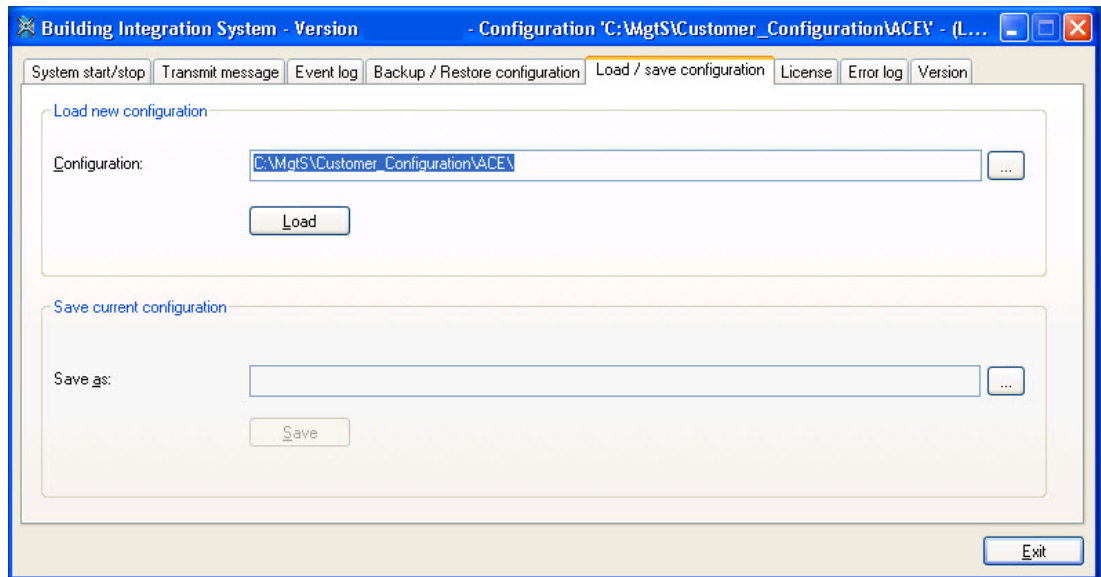 Building Integration System - Version - Configuration 'C:\MgtS\Customer_Configuration\ACE\' - (L...
System start/stop Transmit message Event log Backup / Restore configuration Load / save configuration License Error log Version
Load new configuration
Configuration: C:\MgtS\Customer_Configuration\ACE\ ...
Load
Save current configuration
Save as: ...
Save
Exit